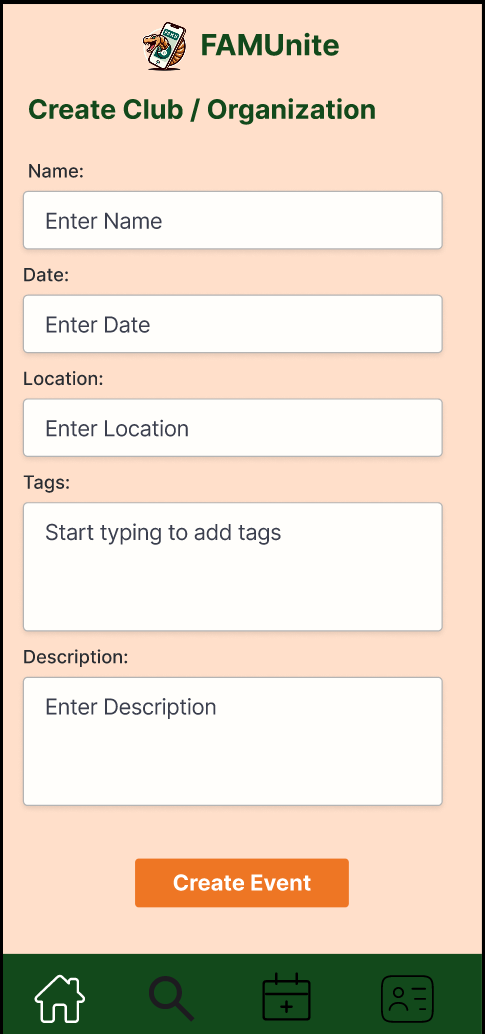 FAMUnite
Create Club / Organization
Name:
Enter Name
Date:
Enter Date
Location:
Enter Location
Tags:
Start typing to add tags
Description:
Enter Description
Create Event